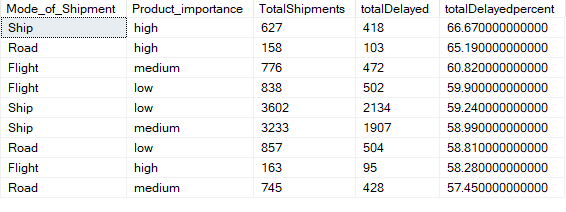 Mode_of_Shipment Product_importance TotalShipments totalDelayed totalDelayedpercent
Ship high 627 418 66.670000000000
Road high 158 103 65.190000000000
Flight medium 776 472 60.820000000000
Flight low 838 502 59.900000000000
Ship low 3602 2134 59.240000000000
Ship medium 3233 1907 58.990000000000
Road low 857 504 58.810000000000
Flight high 163 95 58.280000000000
Road medium 745 428 57.450000000000